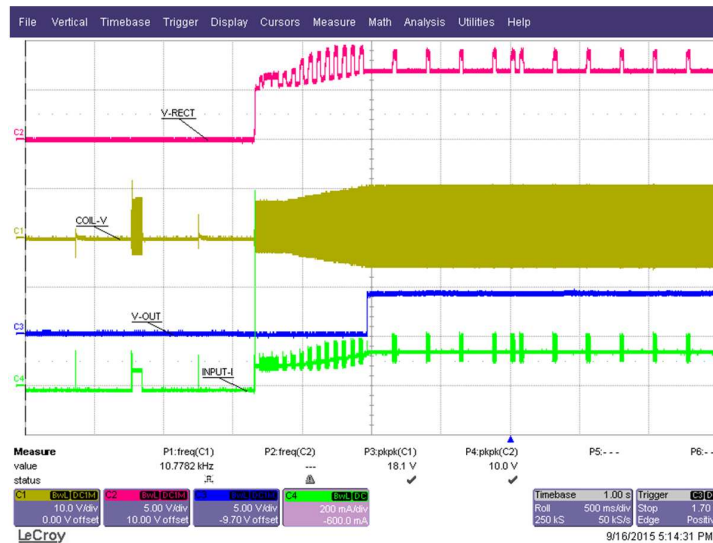 File Vertical Timebase Trigger Display Cursors Measure Math Analysis Utilities Help
V-RECT
C2
COIL-V
C1
V-OUT
C3
INPUT-I
C4
Measure P1:freq(C1) P2:freq(C2) P3:pkpk(C1) P4:pkpk(C2) P5:- - - P6:-
value 10.7782 kHz --- 18.1 V 10.0 V
status
C1 BwL DC1M
10.0 V/div
0.00 V offset
C2 BwL DC1M
5.00 V/div
10.00 V offset
BwL DC1M
5.00 V/div
-9.70 V offset
C4 BwL DC
200 mA/div
-600.0 mA
Timebase 1.00 s
Roll 500 ms/div
250 kS 50 kS/s
Trigger C3 D
Stop 1.70
Edge Positiv
LeCroy
9/16/2015 5:14:31 PM